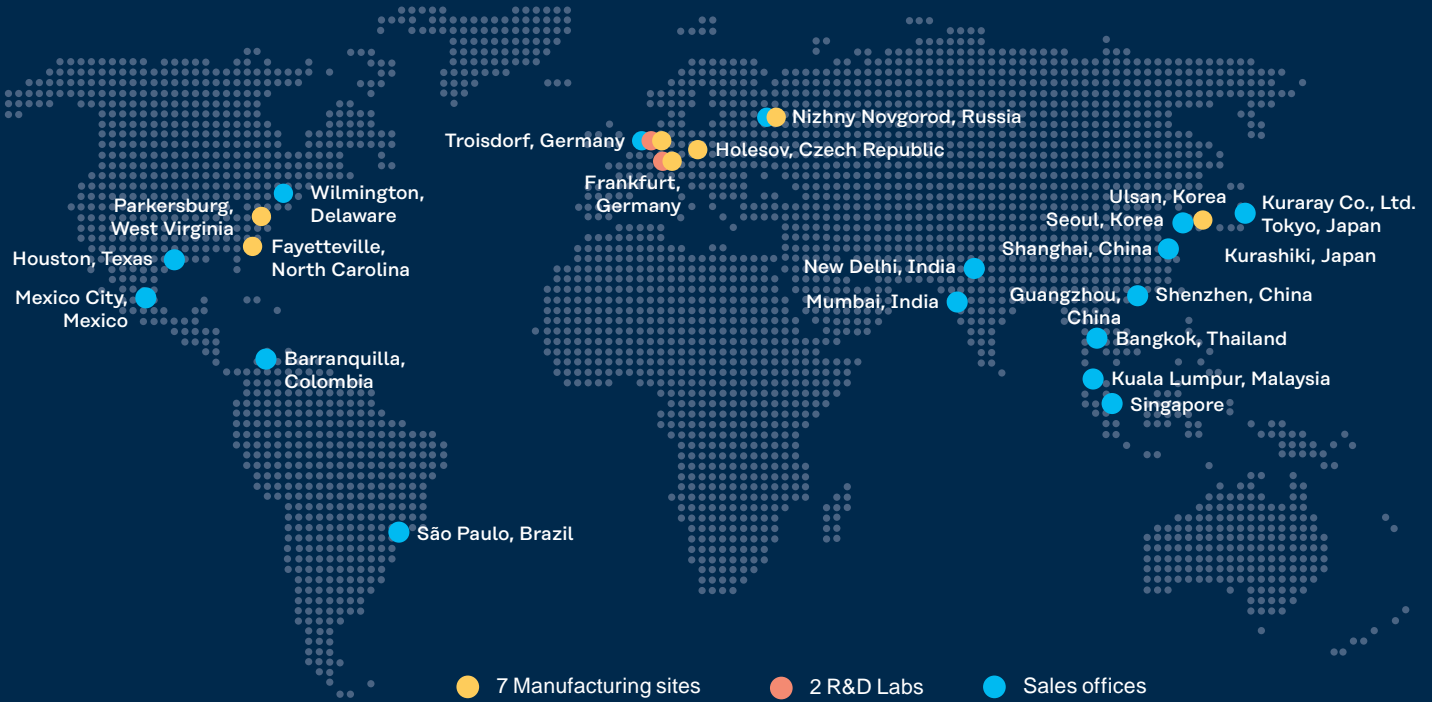 Nizhny Novgorod, Russia
Troisdorf, Germany
Holesov, Czech Republic
Frankfurt,
Germany
Wilmington,
Delaware
Parkersburg,
West Virginia
Fayetteville,
North Carolina
Houston, Texas
Mexico City,
Mexico
Barranquilla,
Colombia
São Paulo, Brazil
Ulsan, Korea
Seoul, Korea
Kuraray Co., Ltd.
Tokyo, Japan
Shanghai, China
Kurashiki, Japan
New Delhi, India
Mumbai, India
Guangzhou,
China
Shenzhen, China
Bangkok, Thailand
Kuala Lumpur, Malaysia
Singapore
7 Manufacturing sites
2 R&D Labs
Sales offices